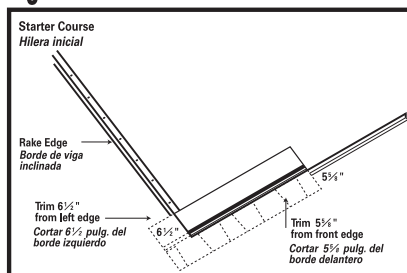 Starter Course
Hilera inicial
Rake Edge
Borde de viga
inclinada
5⅝"
Trim 6½"
from left edge
Cortar 6½ pulg. del
borde izquierdo
6½"
Trim 5⅝"
from front edge
Cortar 5⅝ pulg. del
borde delantero